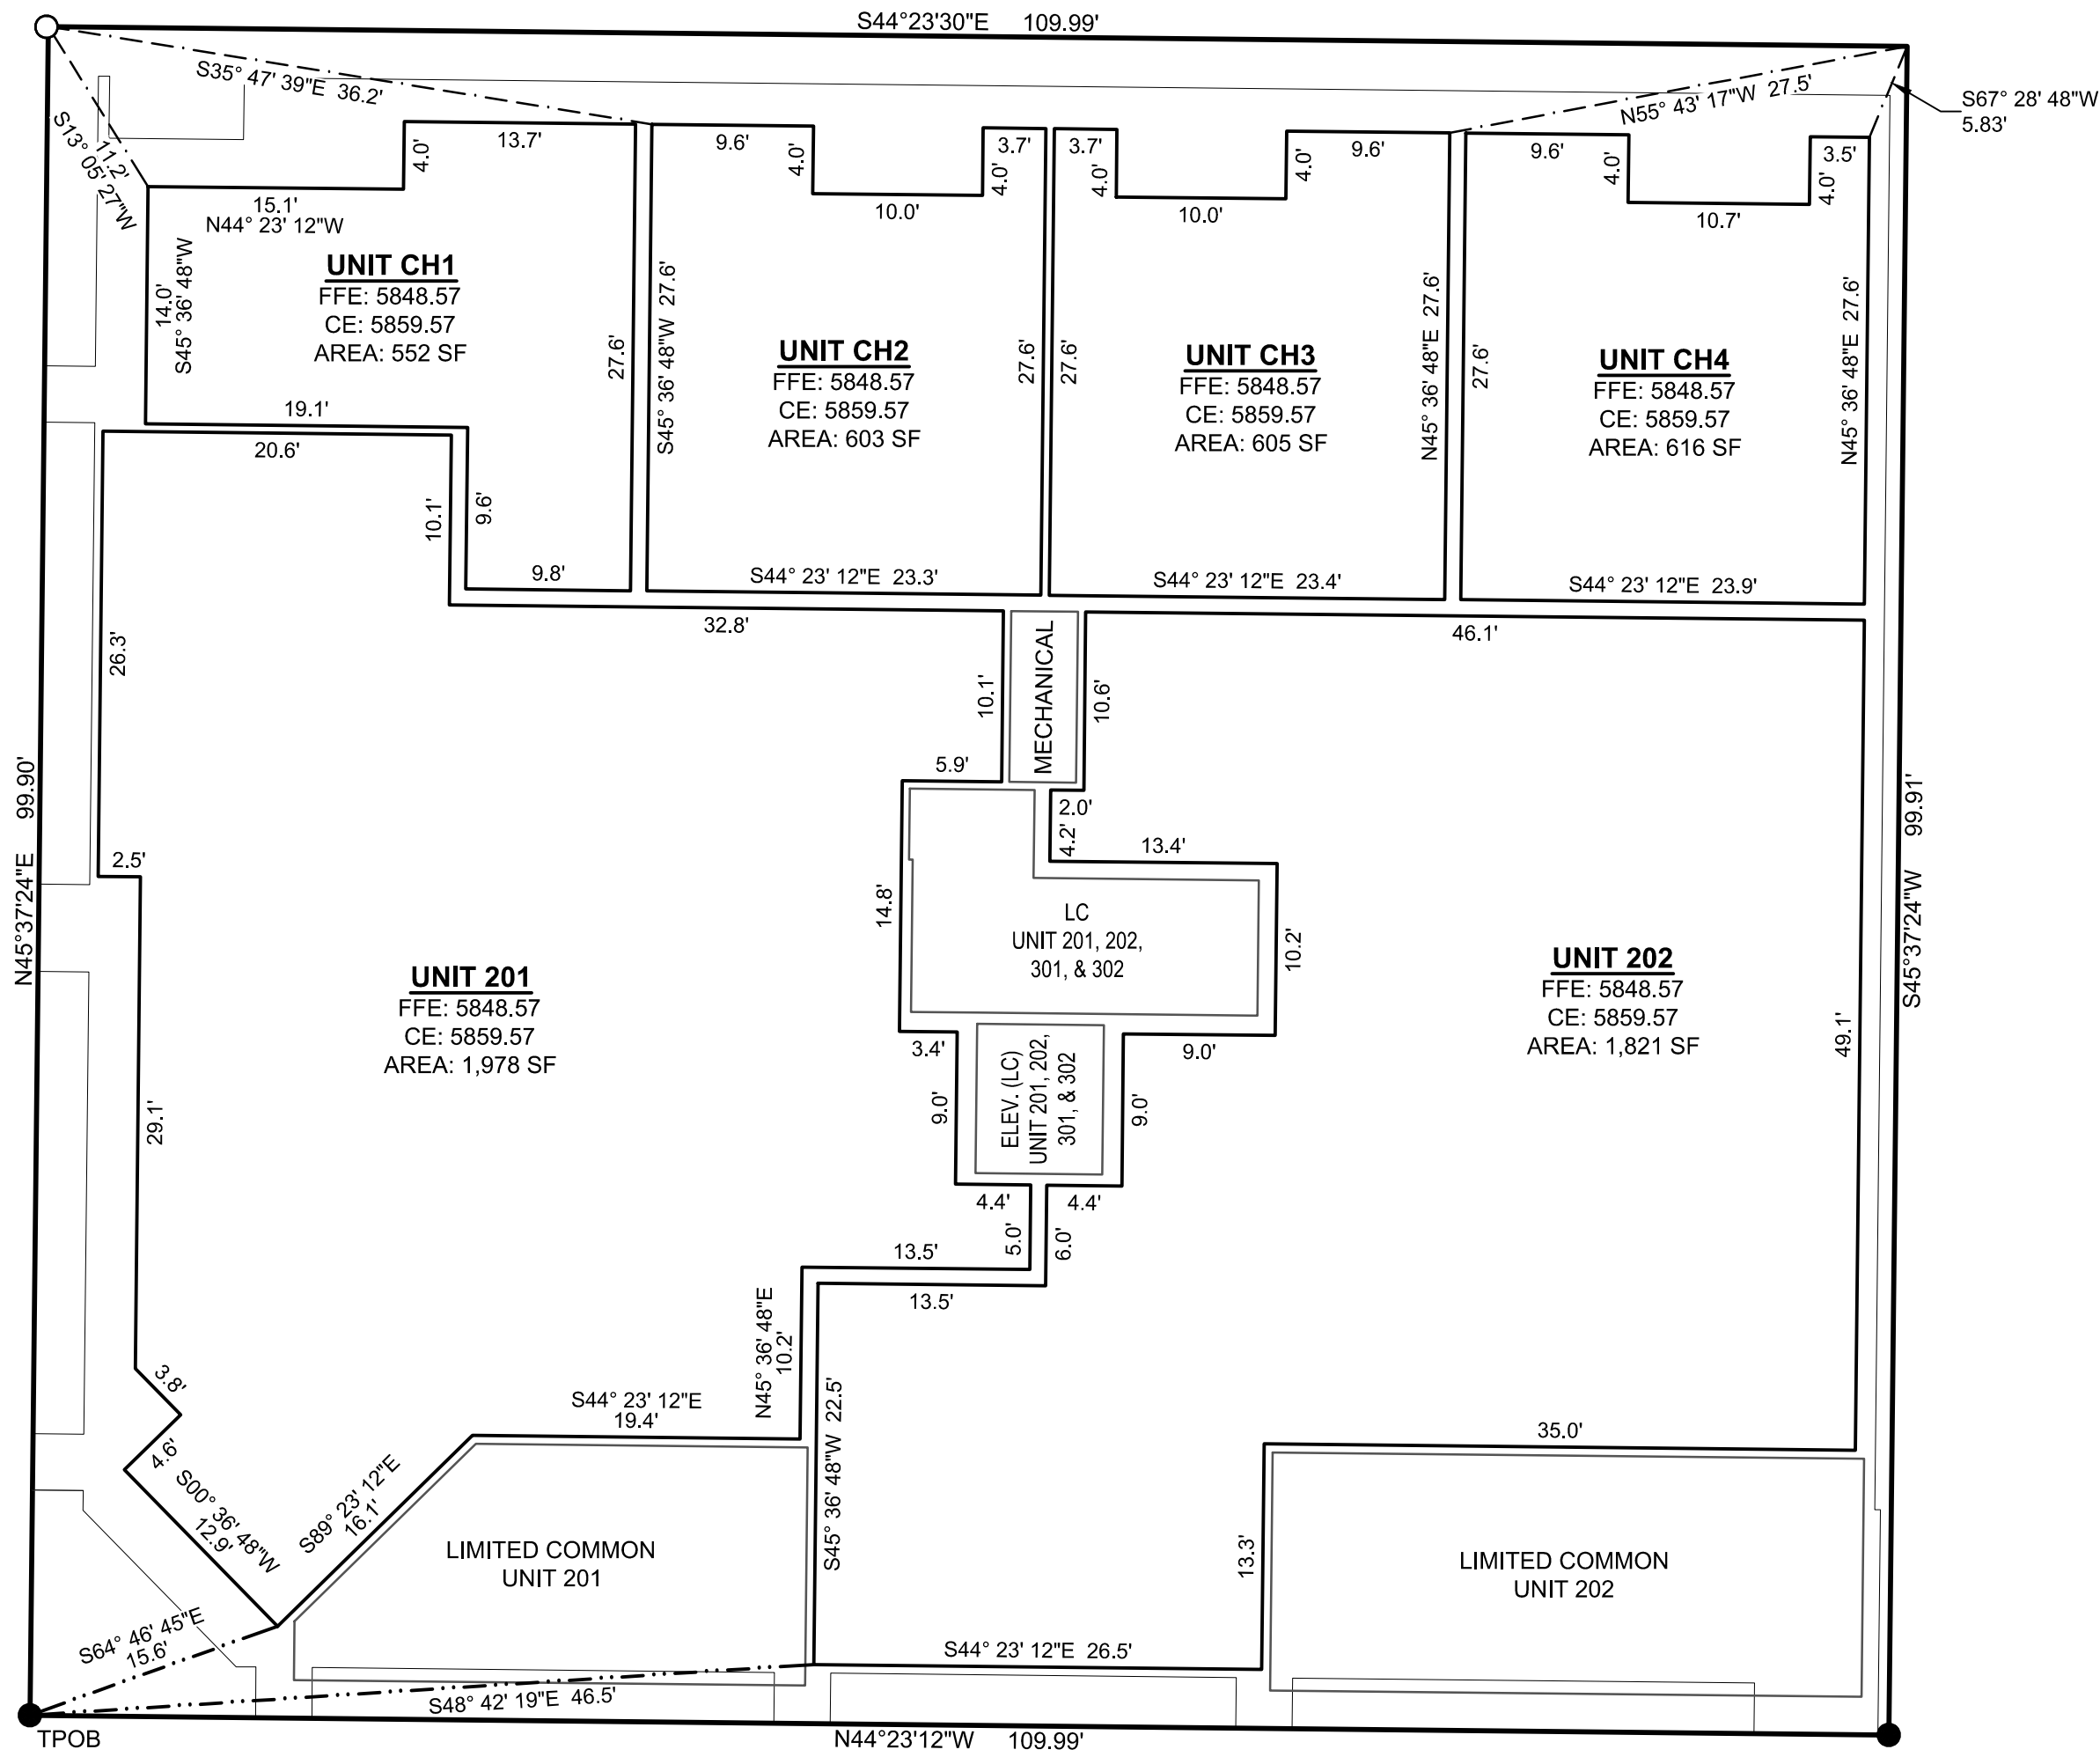 S44°23'30"E 109.99'
S35° 47' 39"E 36.2'
N55° 43' 17"W 27.5'
S67° 28' 48"W
5.83'
S13° 05' 27"W
11.2'
4.0'
13.7'
9.6'
4.0'
3.7'
4.0'
10.0'
3.7'
4.0'
10.0'
4.0'
9.6'
9.6'
4.0'
3.5'
4.0'
10.7'
15.1'
N44° 23' 12"W
14.0'
S45° 36' 48"W
UNIT CH1
FFE: 5848.57
CE: 5859.57
AREA: 552 SF
27.6'
19.1'
9.6'
9.8'
S45° 36' 48"W 27.6'
UNIT CH2
FFE: 5848.57
CE: 5859.57
AREA: 603 SF
27.6'
S44° 23' 12"E 23.3'
27.6'
UNIT CH3
FFE: 5848.57
CE: 5859.57
AREA: 605 SF
N45° 36' 48"E 27.6'
S44° 23' 12"E 23.4'
27.6'
UNIT CH4
FFE: 5848.57
CE: 5859.57
AREA: 616 SF
N45° 36' 48"E 27.6'
S44° 23' 12"E 23.9'
20.6'
10.1'
26.3'
32.8'
10.1'
MECHANICAL
10.6'
46.1'
5.9'
2.0'
4.2'
13.4'
N45°37'24"E 99.90'
S45°37'24"W 99.91'
2.5'
14.8'
LC
UNIT 201, 202,
301, & 302
10.2'
UNIT 201
FFE: 5848.57
CE: 5859.57
AREA: 1,978 SF
UNIT 202
FFE: 5848.57
CE: 5859.57
AREA: 1,821 SF
49.1'
3.4'
9.0'
ELEV. (LC)
UNIT 201, 202,
301, & 302
9.0'
9.0'
29.1'
4.4'
4.4'
5.0'
6.0'
13.5'
13.5'
N45° 36' 48"E
10.2'
3.8'
4.6'
S00° 36' 48"W
12.9'
S89° 23' 12"E
16.1'
S44° 23' 12"E
19.4'
S45° 36' 48"W 22.5'
35.0'
13.3'
LIMITED COMMON
UNIT 201
LIMITED COMMON
UNIT 202
S64° 46' 45"E
15.6'
S44° 23' 12"E 26.5'
S48° 42' 19"E 46.5'
TPOB
N44°23'12"W 109.99'